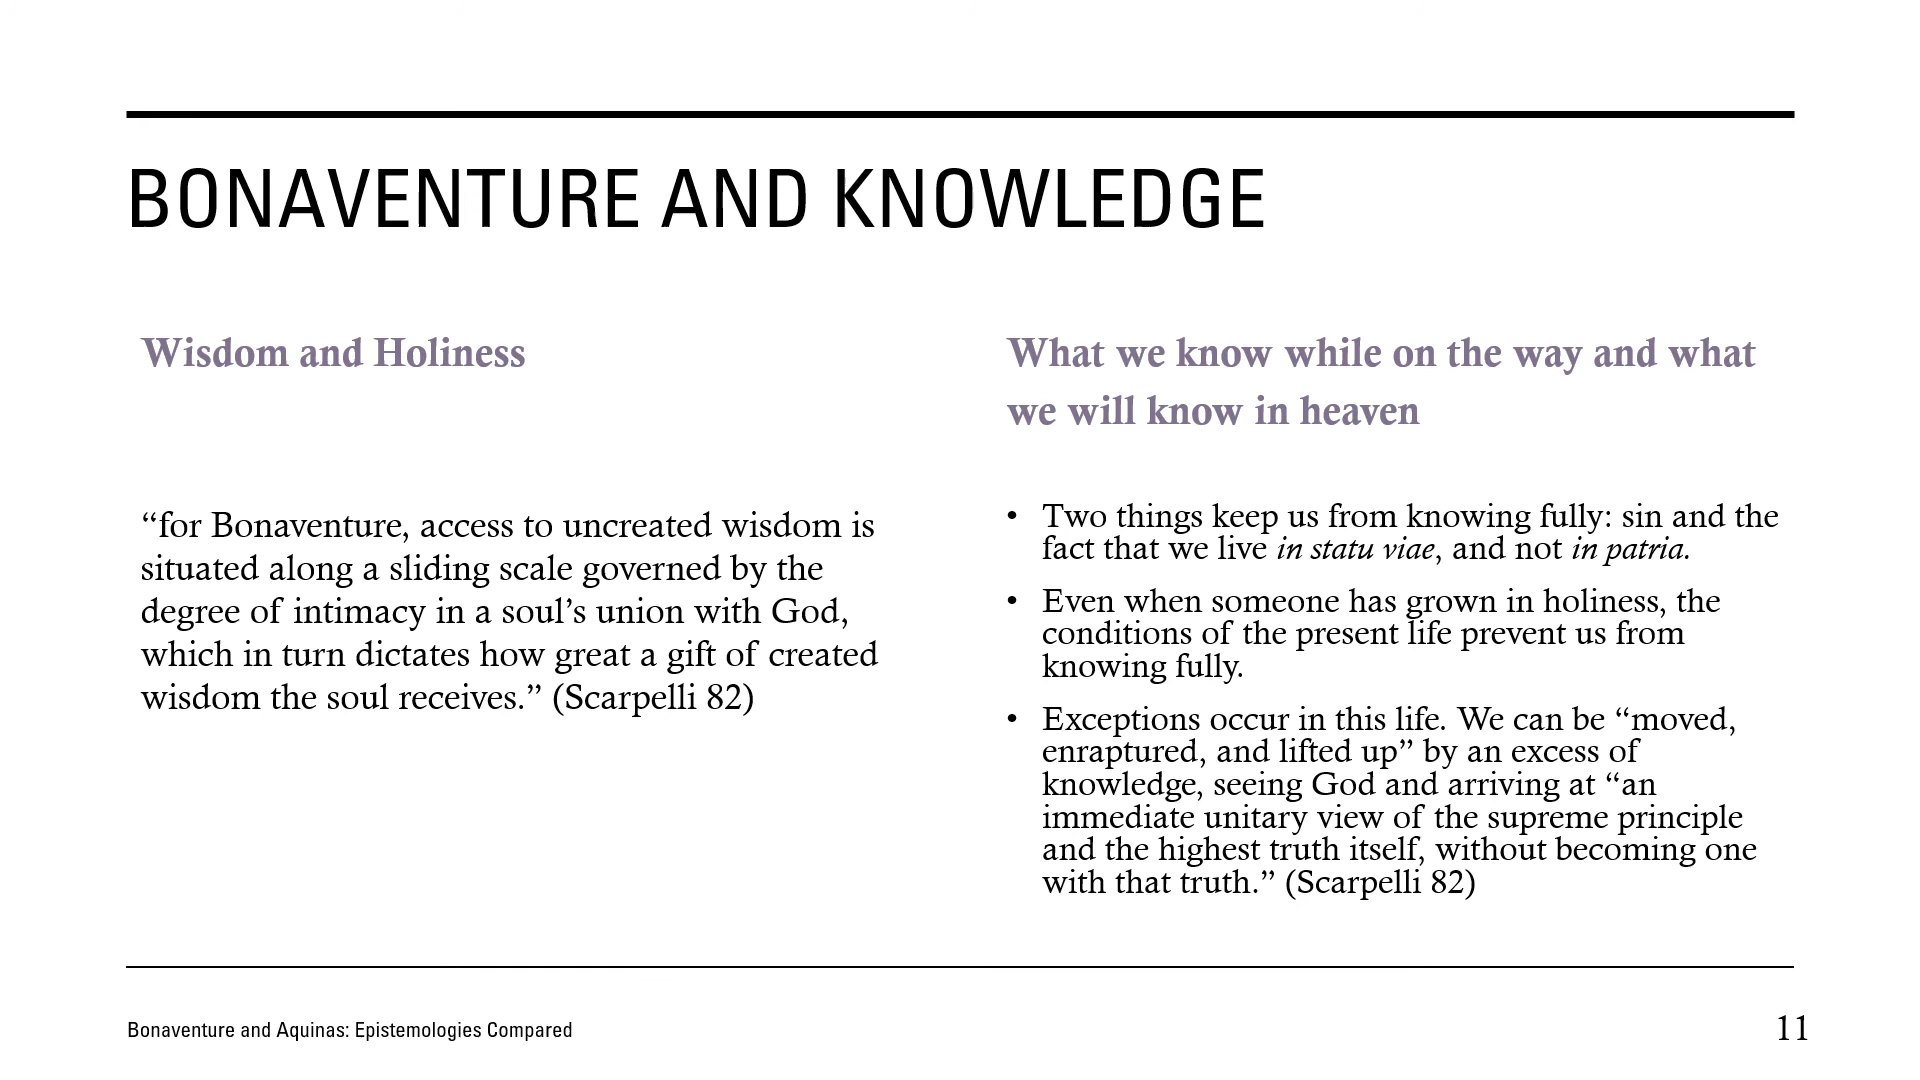 BONAVENTURE AND KNOWLEDGE
Wisdom and Holiness
“for Bonaventure, access to uncreated wisdom is
situated along a sliding scale governed by the
degree of intimacy in a soul’s union with God,
which in turn dictates how great a gift of created
wisdom the soul receives.” (Scarpelli 82)
What we know while on the way and what
we will know in heaven
• Two things keep us from knowing fully: sin and the
fact that we live in statu viae, and not in patria.
• Even when someone has grown in holiness, the
conditions of the present life prevent us from
knowing fully.
• Exceptions occur in this life. We can be “moved,
enraptured, and lifted up” by an excess of
knowledge, seeing God and arriving at “an
immediate unitary view of the supreme principle
and the highest truth itself, without becoming one
with that truth.” (Scarpelli 82)
Bonaventure and Aquinas: Epistemologies Compared
11